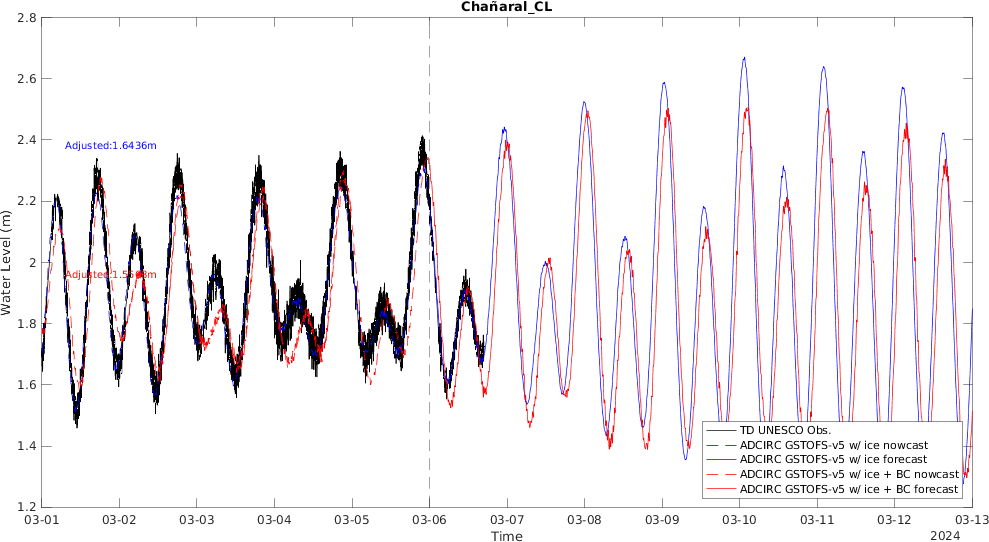 Chañaral_CL
2.8
2.6
2.4
2.2
2
1.8
1.6
1.4
1.2
Water Level (m)
Adjusted:1.6436m
TD UNESCO Obs.
ADCIRC GSTOFS-v5 w/ ice nowcast
ADCIRC GSTOFS-v5 w/ ice forecast
ADCIRC GSTOFS-v5 w/ ice + BC nowcast
ADCIRC GSTOFS-v5 w/ ice + BC forecast
03-01 03-02 03-03 03-04 03-05 03-06 03-07 03-08 03-09 03-10 03-11 03-12 03-13
Time
2024